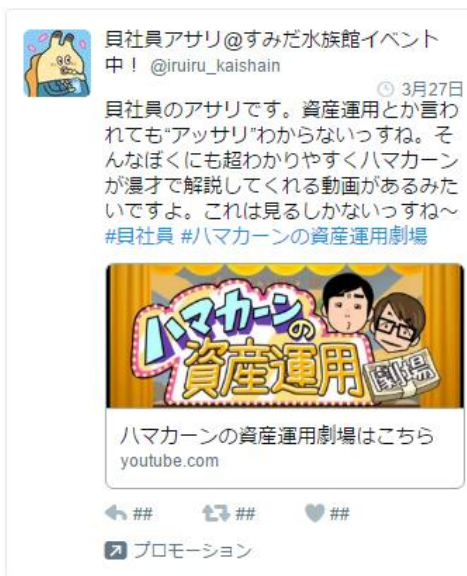 貝社員アサリ@すみだ水族館イベント
中！ @iruiru_kaishain
3月27日
貝社員のアサリです。資産運用とか言わ
れても“アッサリ”わからないっすね。そ
んなぼくにも超わかりやすくハマカーン
が漫才で解説してくれる動画があるみた
いですよ。これは見るしかないっすね〜
#貝社員 #ハマカーンの資産運用劇場
ハマカーンの
資産運用
劇場
ハマカーンの資産運用劇場はこちら
youtube.com
## ## ##
プロモーション